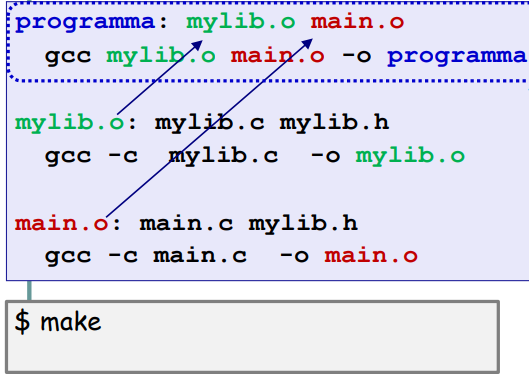 programma: mylib.o main.o
gcc mylib.o main.o -o programma
mylib.o: mylib.c mylib.h
gcc -c mylib.c -o mylib.o
main.o: main.c mylib.h
gcc -c main.c -o main.o
$ make